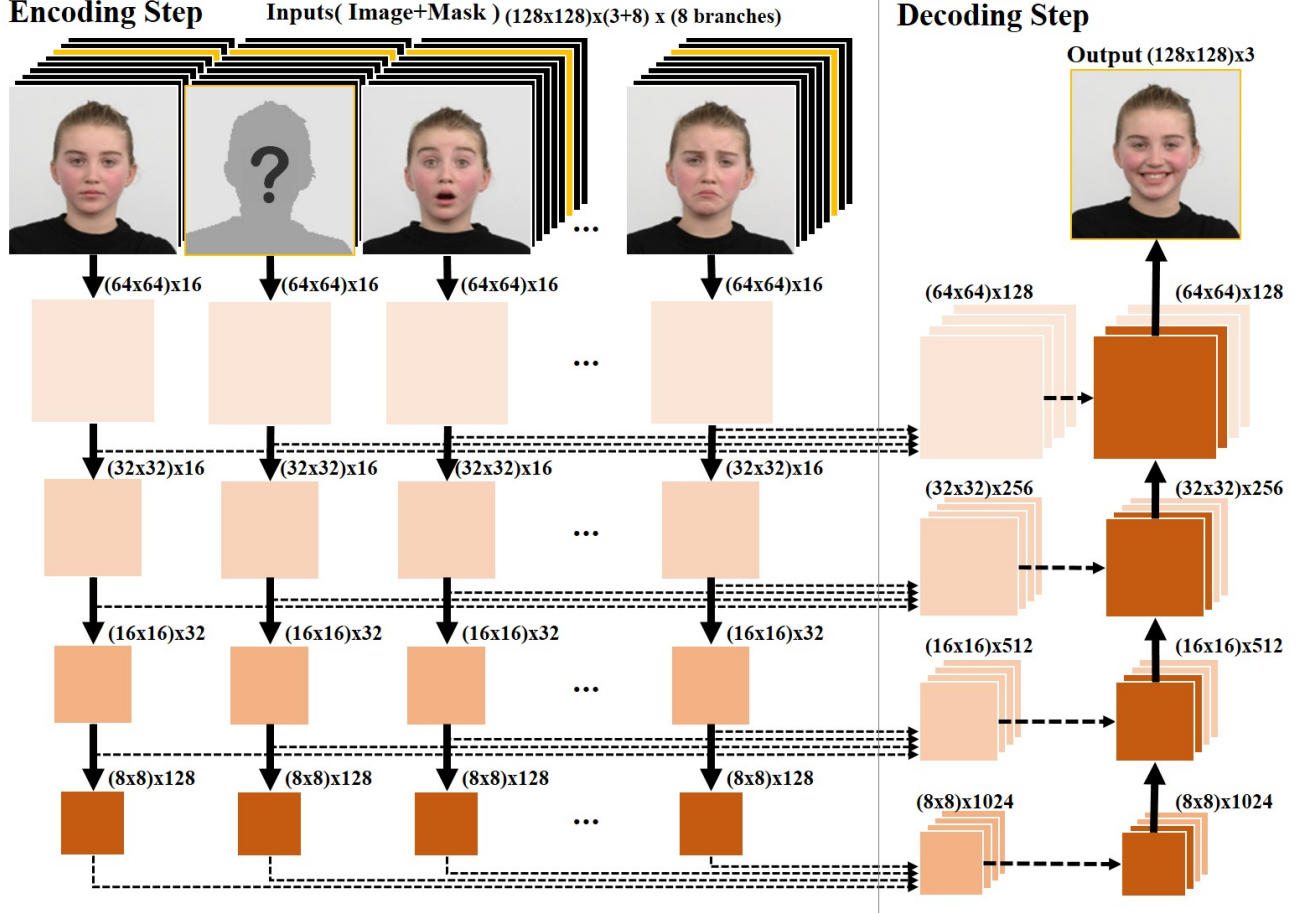 Encoding Step
Inputs( Image+Mask ) (128x128)x(3+8) x (8 branches)
Decoding Step
Output (128x128)x3
?
...
(64x64)x16 (64x64)x16 (64x64)x16 (64x64)x16
(64x64)x128 (64x64)x128
...
(32x32)x16 (32x32)x16 (32x32)x16 (32x32)x16
(32x32)x256 (32x32)x256
...
(16x16)x32 (16x16)x32 (16x16)x32 (16x16)x32
(16x16)x512 (16x16)x512
...
(8x8)x128 (8x8)x128 (8x8)x128 (8x8)x128
(8x8)x1024 (8x8)x1024
...